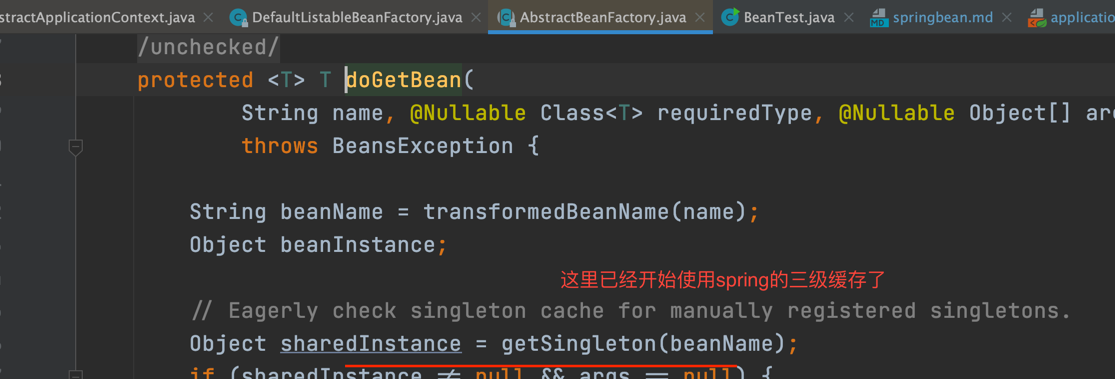 stractApplicationContext.java × DefaultListableBeanFactory.java × AbstractBeanFactory.java × BeanTest.java × springbean.md × application
/unchecked/
protected <T> T doGetBean(
String name, @Nullable Class<T> requiredType, @Nullable Object[] ar
throws BeansException {
String beanName = transformedBeanName(name);
Object beanInstance;
这里已经开始使用spring的三级缓存了
// Eagerly check singleton cache for manually registered singletons.
Object sharedInstance = getSingleton(beanName);
if (sharedInstance ≠ null && args == null) {